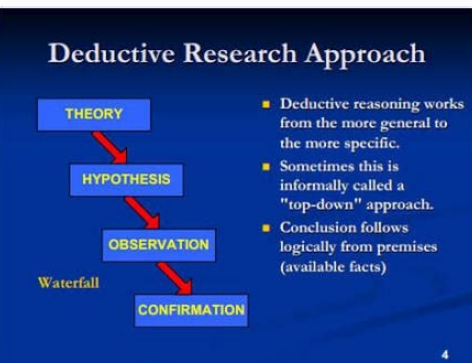 Deductive Research Approach
THEORY
HYPOTHESIS
OBSERVATION
Waterfall
CONFIRMATION
Deductive reasoning works
from the more general to
the more specific.
Sometimes this is
informally called a
"top-down" approach.
Conclusion follows
logically from premises
(available facts)
4